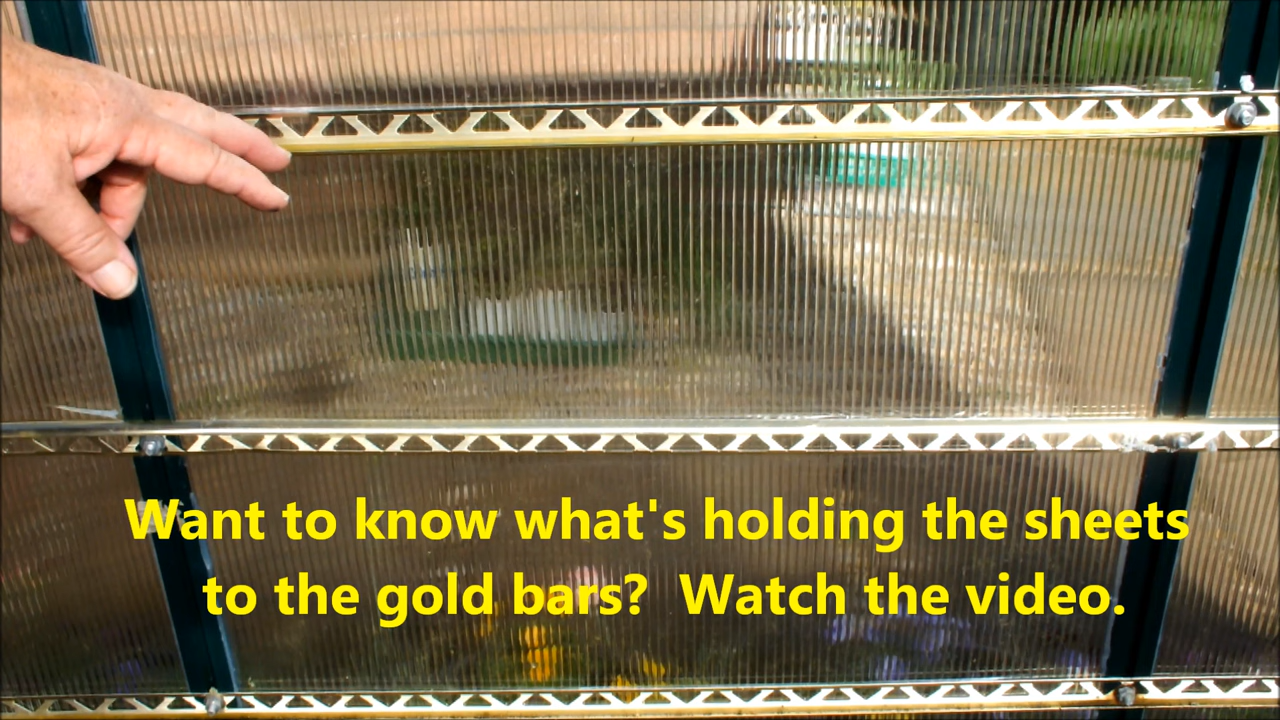 Want to know what's holding the sheets
to the gold bars?  Watch the video.